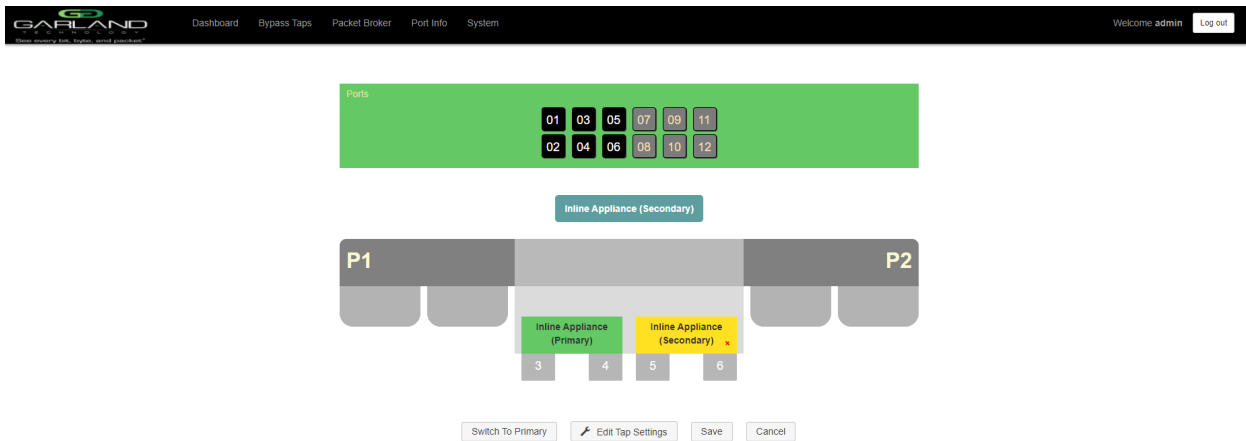 GARLAND
TECHNOLOGY
See every bit, byte, and packet®
Dashboard Bypass Taps Packet Broker Port Info System Welcome admin Log out
Ports
01 03 05 07 09 11
02 04 06 08 10 12
Inline Appliance (Secondary)
P1 P2
Inline Appliance Inline Appliance
(Primary) (Secondary) x
3 4 5 6
Switch To Primary Edit Tap Settings Save Cancel